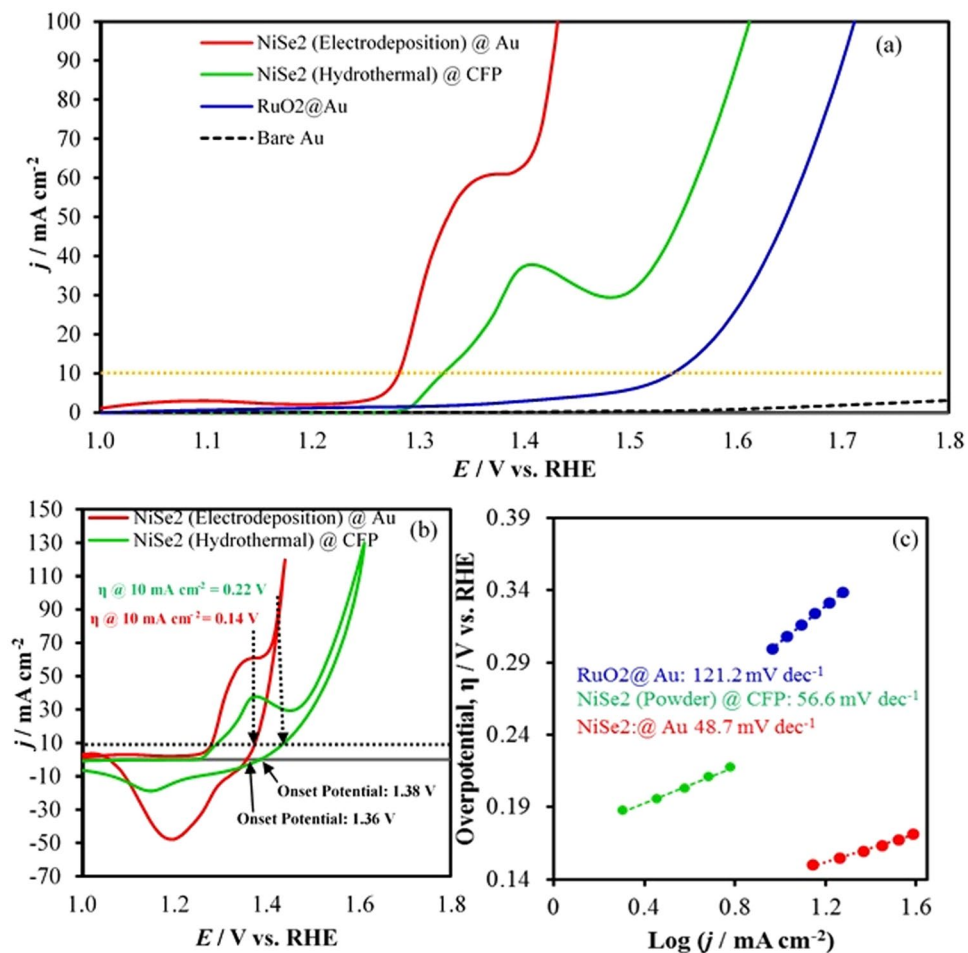 100
90
80
70
60
50
40
30
20
10
0
j / mA cm-2
NiSe2 (Electrodeposition) @ Au
NiSe2 (Hydrothermal) @ CFP
RuO2@Au
Bare Au
(a)
1.0
1.1
1.2
1.3
1.4
1.5
1.6
1.7
1.8
E / V vs. RHE
150
130
110
90
70
50
30
10
-10
-30
-50
-70
j / mA cm-2
NiSe2 (Electrodeposition) @ Au
NiSe2 (Hydrothermal) @ CFP
(b)
η @ 10 mA cm-2 = 0.22 V
η @ 10 mA cm-2 = 0.14 V
Onset Potential: 1.38 V
Onset Potential: 1.36 V
1.0
1.2
1.4
1.6
1.8
E / V vs. RHE
0.39
0.34
0.29
0.24
0.19
0.14
Overpotential, η / V vs. RHE
(c)
RuO2@ Au: 121.2 mV dec-1
NiSe2 (Powder) @ CFP: 56.6 mV dec-1
NiSe2:@ Au 48.7 mV dec-1
0
0.4
0.8
1.2
1.6
Log (j / mA cm-2)